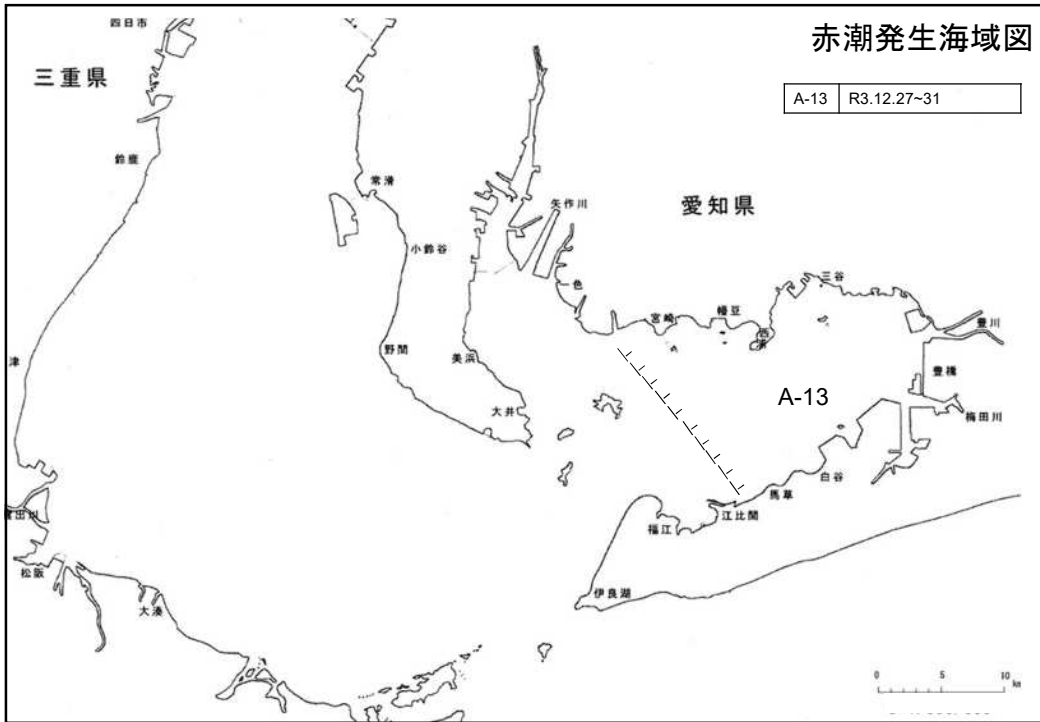 赤潮発生海域図
A-13 R3.12.27~31
四日市
三重県
鈴鹿
常滑
矢作川
愛知県
小鈴谷
一色
三谷
宮崎
幡豆
西浦
豊川
津
野間
美浜
豊橋
大井
A-13
梅田川
白谷
馬草
江比間
福江
松阪
大湊
伊良湖
0 5 10 km